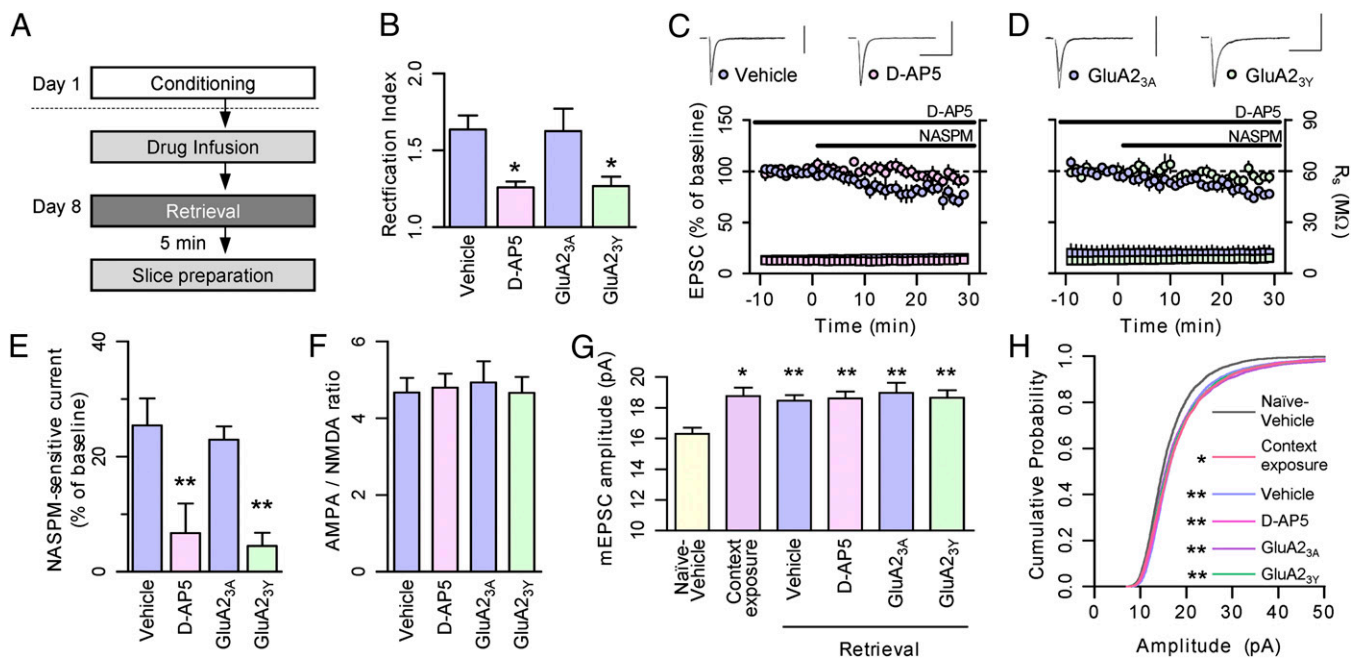 A
Day 1
Conditioning
Drug Infusion
Day 8
Retrieval
5 min
Slice preparation
B
Rectfication Index
2.0
1.5
1.0
*
*
Vehicle
D-AP5
GluA23A
GluA23Y
C
Vehicle
D-AP5
D-AP5
NASPM
EPSC (% of baseline)
150
100
50
0
-10
0
10
20
30
Time (min)
D
GluA23A
GluA23Y
D-AP5
NASPM
90
60
30
0
Rs (MΩ)
-10
0
10
20
30
Time (min)
E
NASPM-sensitive current
(% of baseline)
40
20
0
**
**
Vehicle
D-AP5
GluA23A
GluA23Y
F
AMPA / NMDA ratio
6
4
2
0
Vehicle
D-AP5
GluA23A
GluA23Y
G
mEPSC amplitude (pA)
20
18
16
14
12
10
*
**
**
**
**
Naïve-
Vehicle
Context
exposure
Vehicle
D-AP5
GluA23A
GluA23Y
Retrieval
H
Cumulative Probability
1.0
0.8
0.6
0.4
0.2
0.0
Naïve-
Vehicle
Context
* exposure
** Vehicle
** D-AP5
** GluA23A
** GluA23Y
0
10
20
30
40
50
Amplitude (pA)